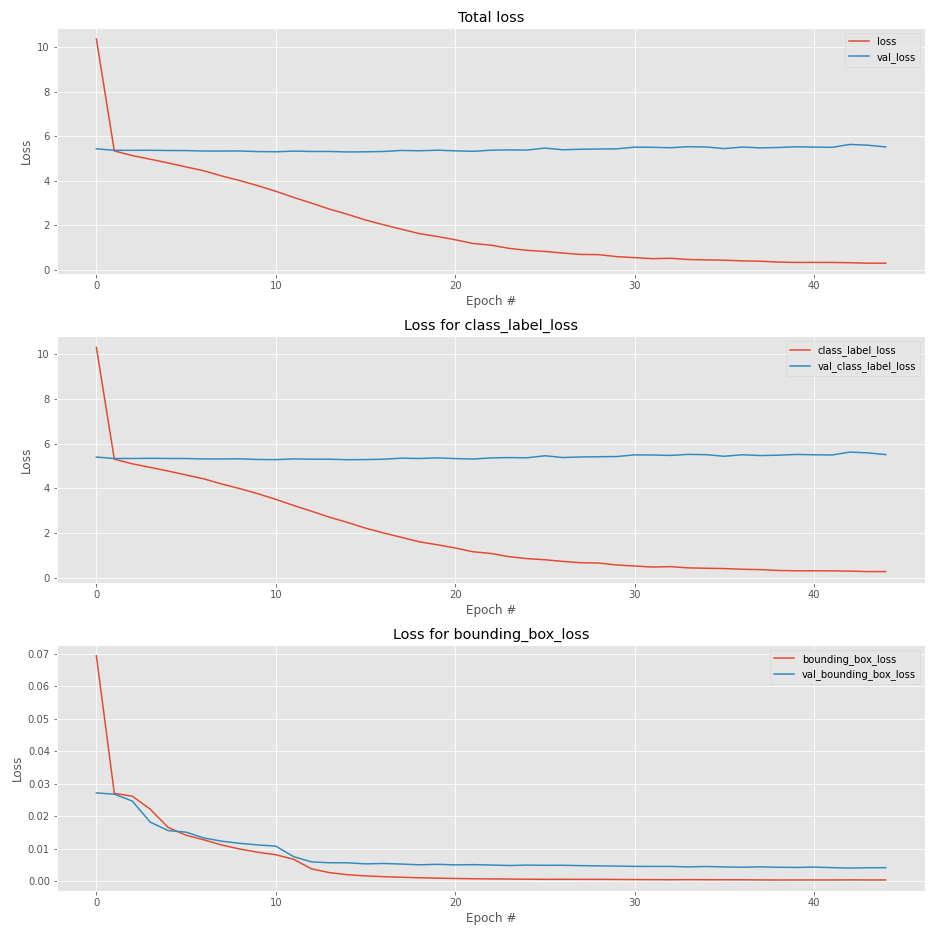 Total loss
10
8
6
4
2
0
Loss
loss
val_loss
0
10
20
30
40
Epoch #
Loss for class_label_loss
10
8
6
4
2
0
Loss
class_label_loss
val_class_label_loss
0
10
20
30
40
Epoch #
Loss for bounding_box_loss
0.07
0.06
0.05
0.04
0.03
0.02
0.01
0.00
Loss
bounding_box_loss
val_bounding_box_loss
0
10
20
30
40
Epoch #